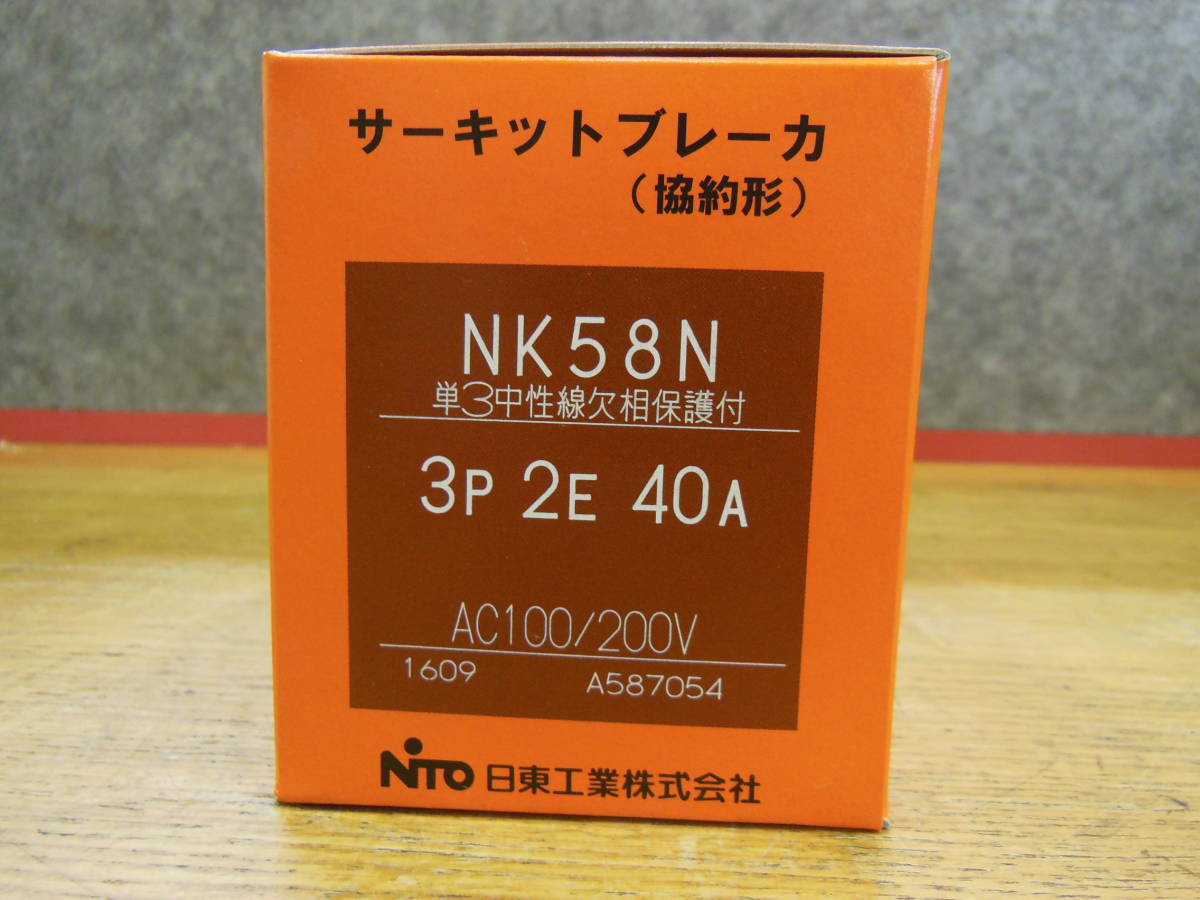 サーキットブレーカ
（協約形）
NK58N
単3中性線欠相保護付
3P 2E 40A
AC100/200V
1609 A587054
NITO 日東工業株式会社